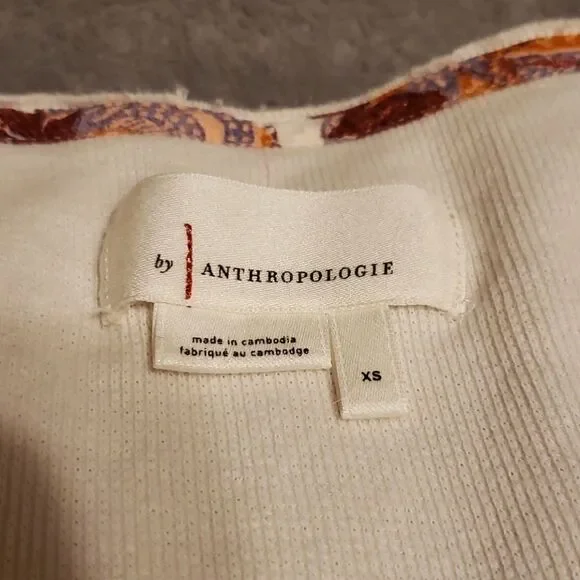 by ANTHROPOLOGIE
made in cambodia
fabriqué au cambodge
XS